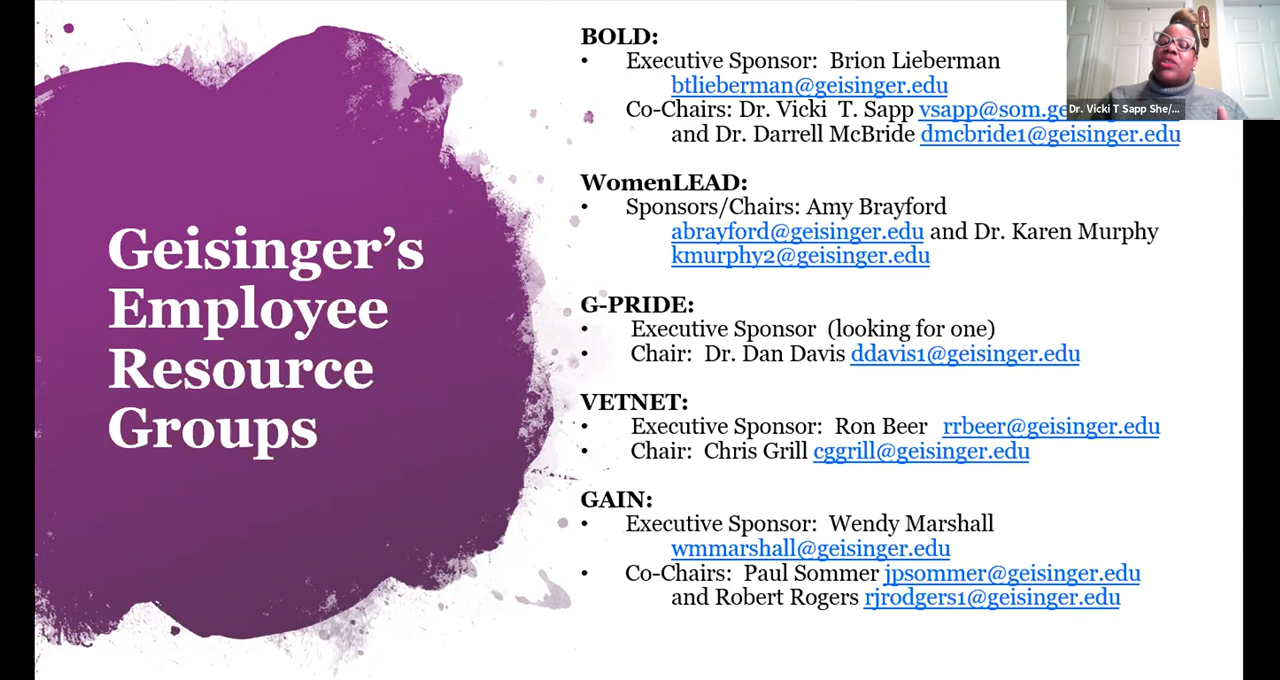 Geisinger’s
Employee
Resource
Groups
BOLD:
• Executive Sponsor: Brion Lieberman
btlieberman@geisinger.edu
Co-Chairs: Dr. Vicki T. Sapp vsapp@som.ge
and Dr. Darrell McBride dmcbride1@geisinger.edu
WomenLEAD:
• Sponsors/Chairs: Amy Brayford
abrayford@geisinger.edu and Dr. Karen Murphy
kmurphy2@geisinger.edu
G-PRIDE:
• Executive Sponsor (looking for one)
• Chair: Dr. Dan Davis ddavis1@geisinger.edu
VETNET:
• Executive Sponsor: Ron Beer rrbeer@geisinger.edu
• Chair: Chris Grill cggrill@geisinger.edu
GAIN:
• Executive Sponsor: Wendy Marshall
wmmarshall@geisinger.edu
• Co-Chairs: Paul Sommer jpsommer@geisinger.edu
and Robert Rogers rjrodgers1@geisinger.edu
Dr. Vicki T Sapp She/...